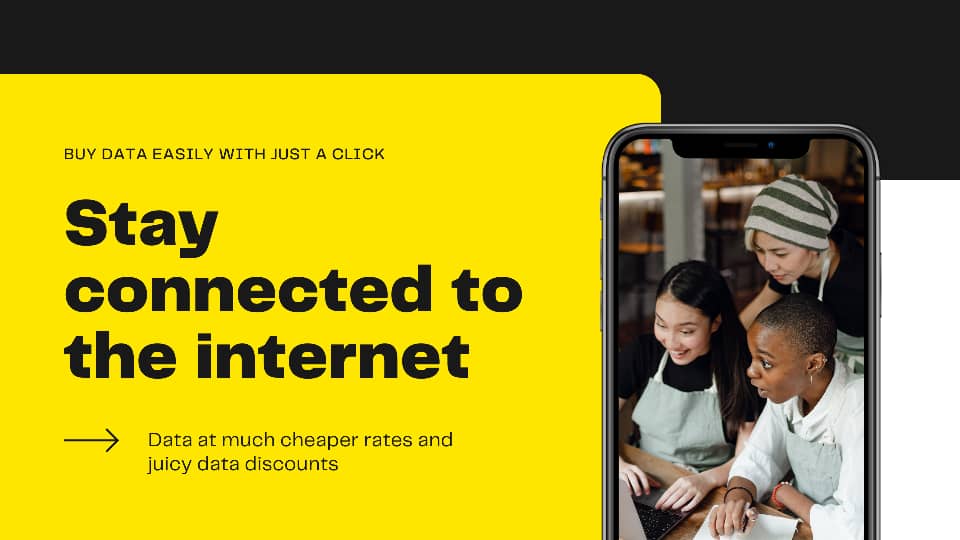 BUY DATA EASILY WITH JUST A CLICK
Stay
connected to
the internet
Data at much cheaper rates and
juicy data discounts